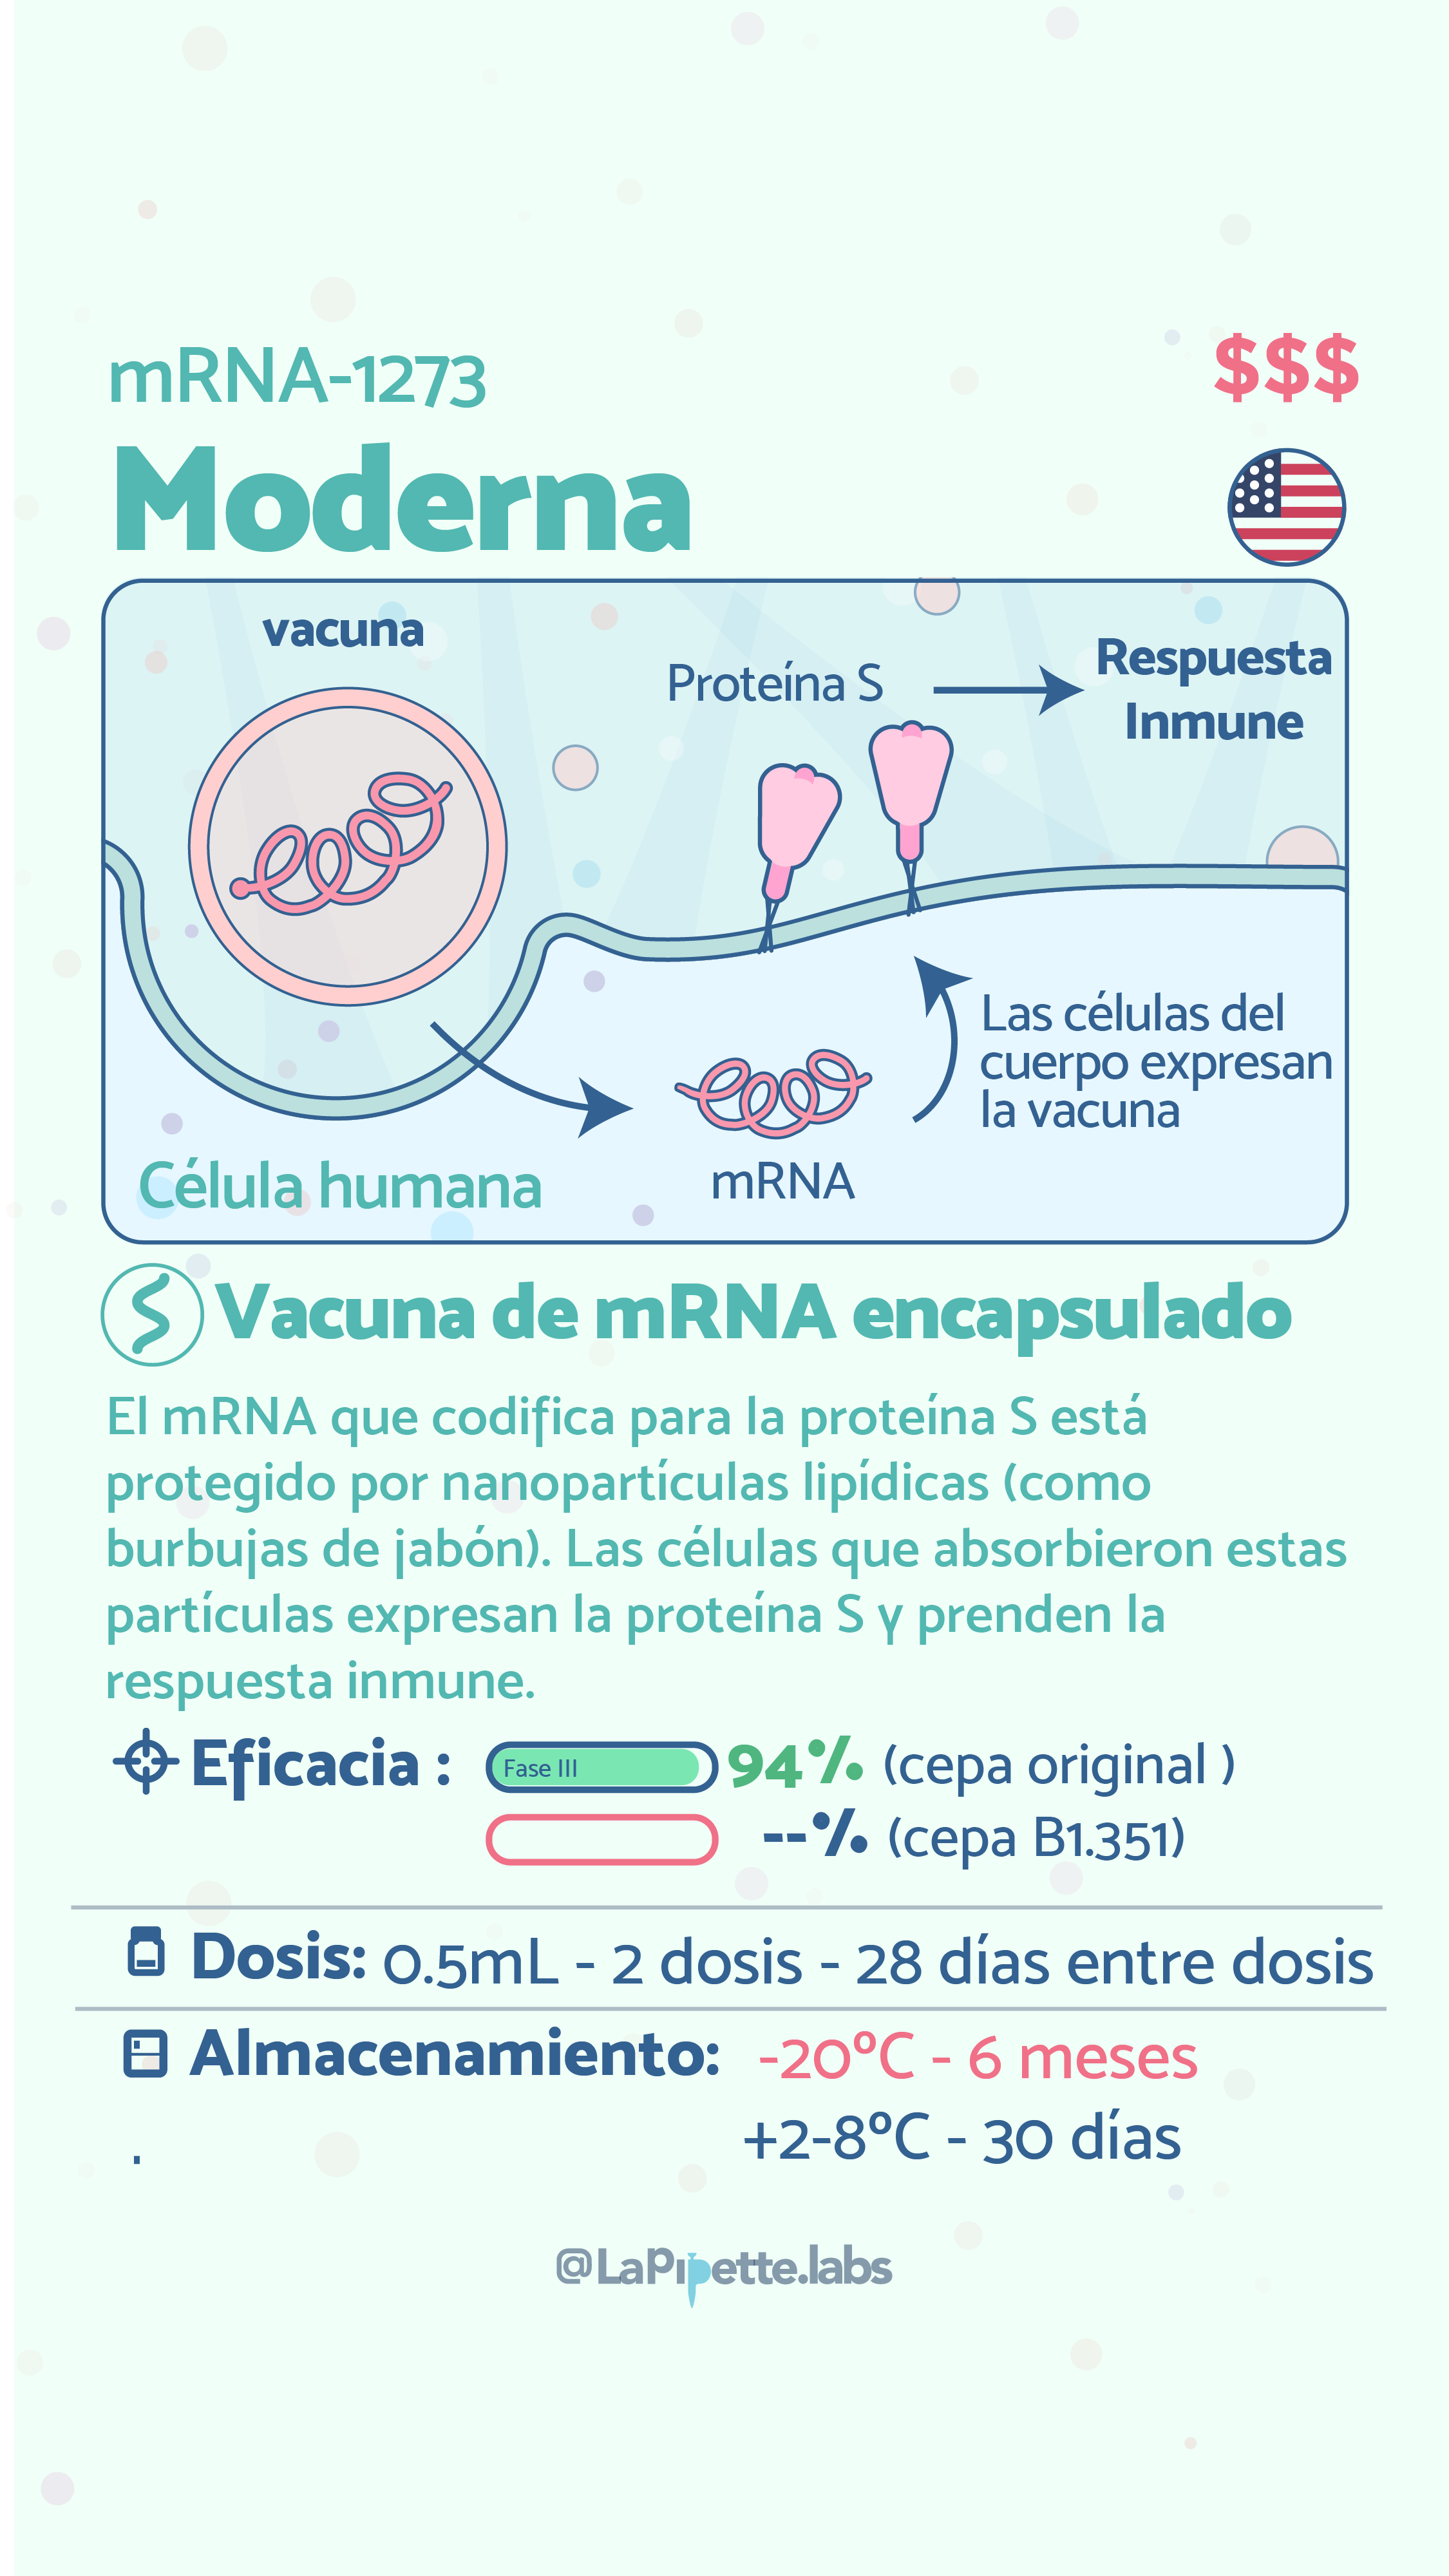 mRNA-1273
$$$
Moderna
vacuna
Proteína S
Respuesta
Inmune
Las células del
cuerpo expresan
la vacuna
mRNA
Célula humana
Vacuna de mRNA encapsulado
El mRNA que codifica para la proteína S está
protegido por nanopartículas lipídicas (como
burbujas de jabón). Las células que absorbieron estas
partículas expresan la proteína S y prenden la
respuesta inmune.
Eficacia : Fase III 94% (cepa original )
--% (cepa B1.351)
Dosis: 0.5mL - 2 dosis - 28 días entre dosis
Almacenamiento: -20°C - 6 meses
+2-8°C - 30 días
.
@LaPipette.labs